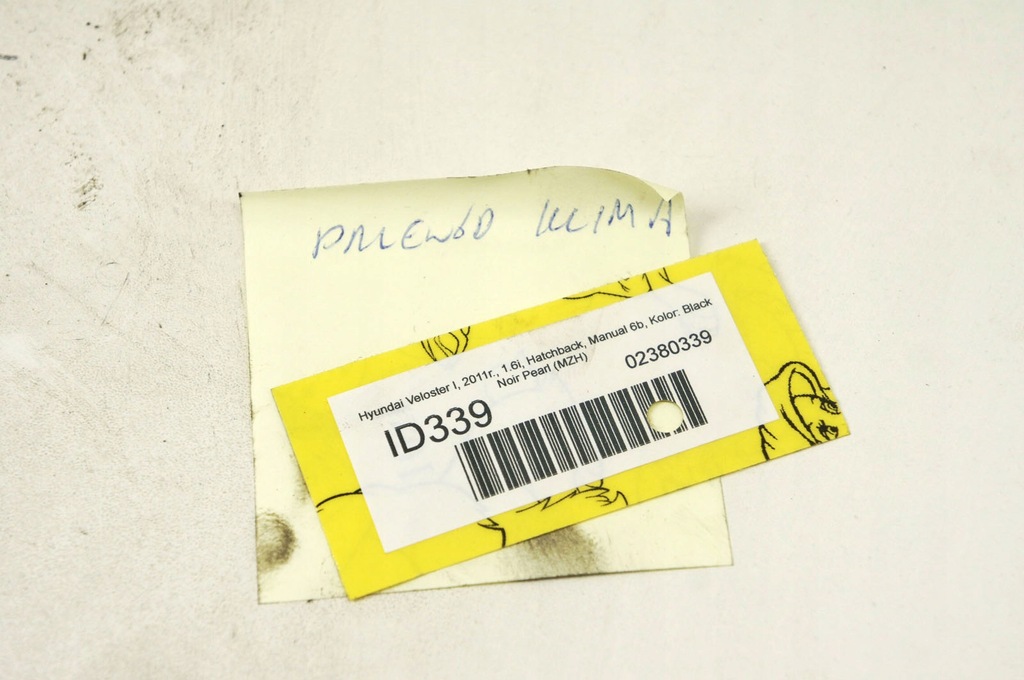 PRZEWÓD KLIMA
Hyundai Veloster I, 2011r., 1.6i, Hatchback, Manual 6b, Kolor: Black
Noir Pearl (MZH)
02380339
ID339